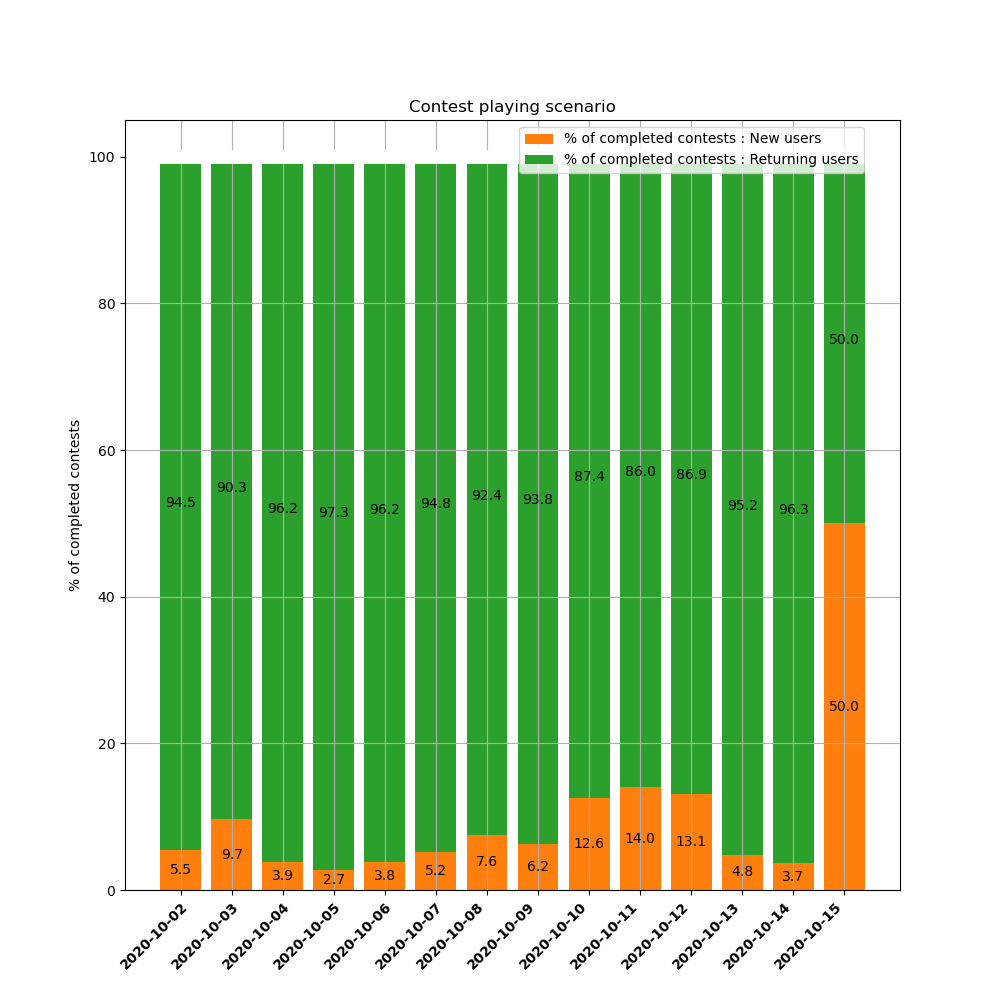 Contest playing scenario
% of completed contests : New users
% of completed contests : Returning users
% of completed contests
100
80
60
40
20
0
94.5 90.3 96.2 97.3 96.2 94.8 92.4 93.8 87.4 86.0 86.9 95.2 96.3 50.0
5.5 9.7 3.9 2.7 3.8 5.2 7.6 6.2 12.6 14.0 13.1 4.8 3.7 50.0
2020-10-02 2020-10-03 2020-10-04 2020-10-05 2020-10-06 2020-10-07 2020-10-08 2020-10-09 2020-10-10 2020-10-11 2020-10-12 2020-10-13 2020-10-14 2020-10-15